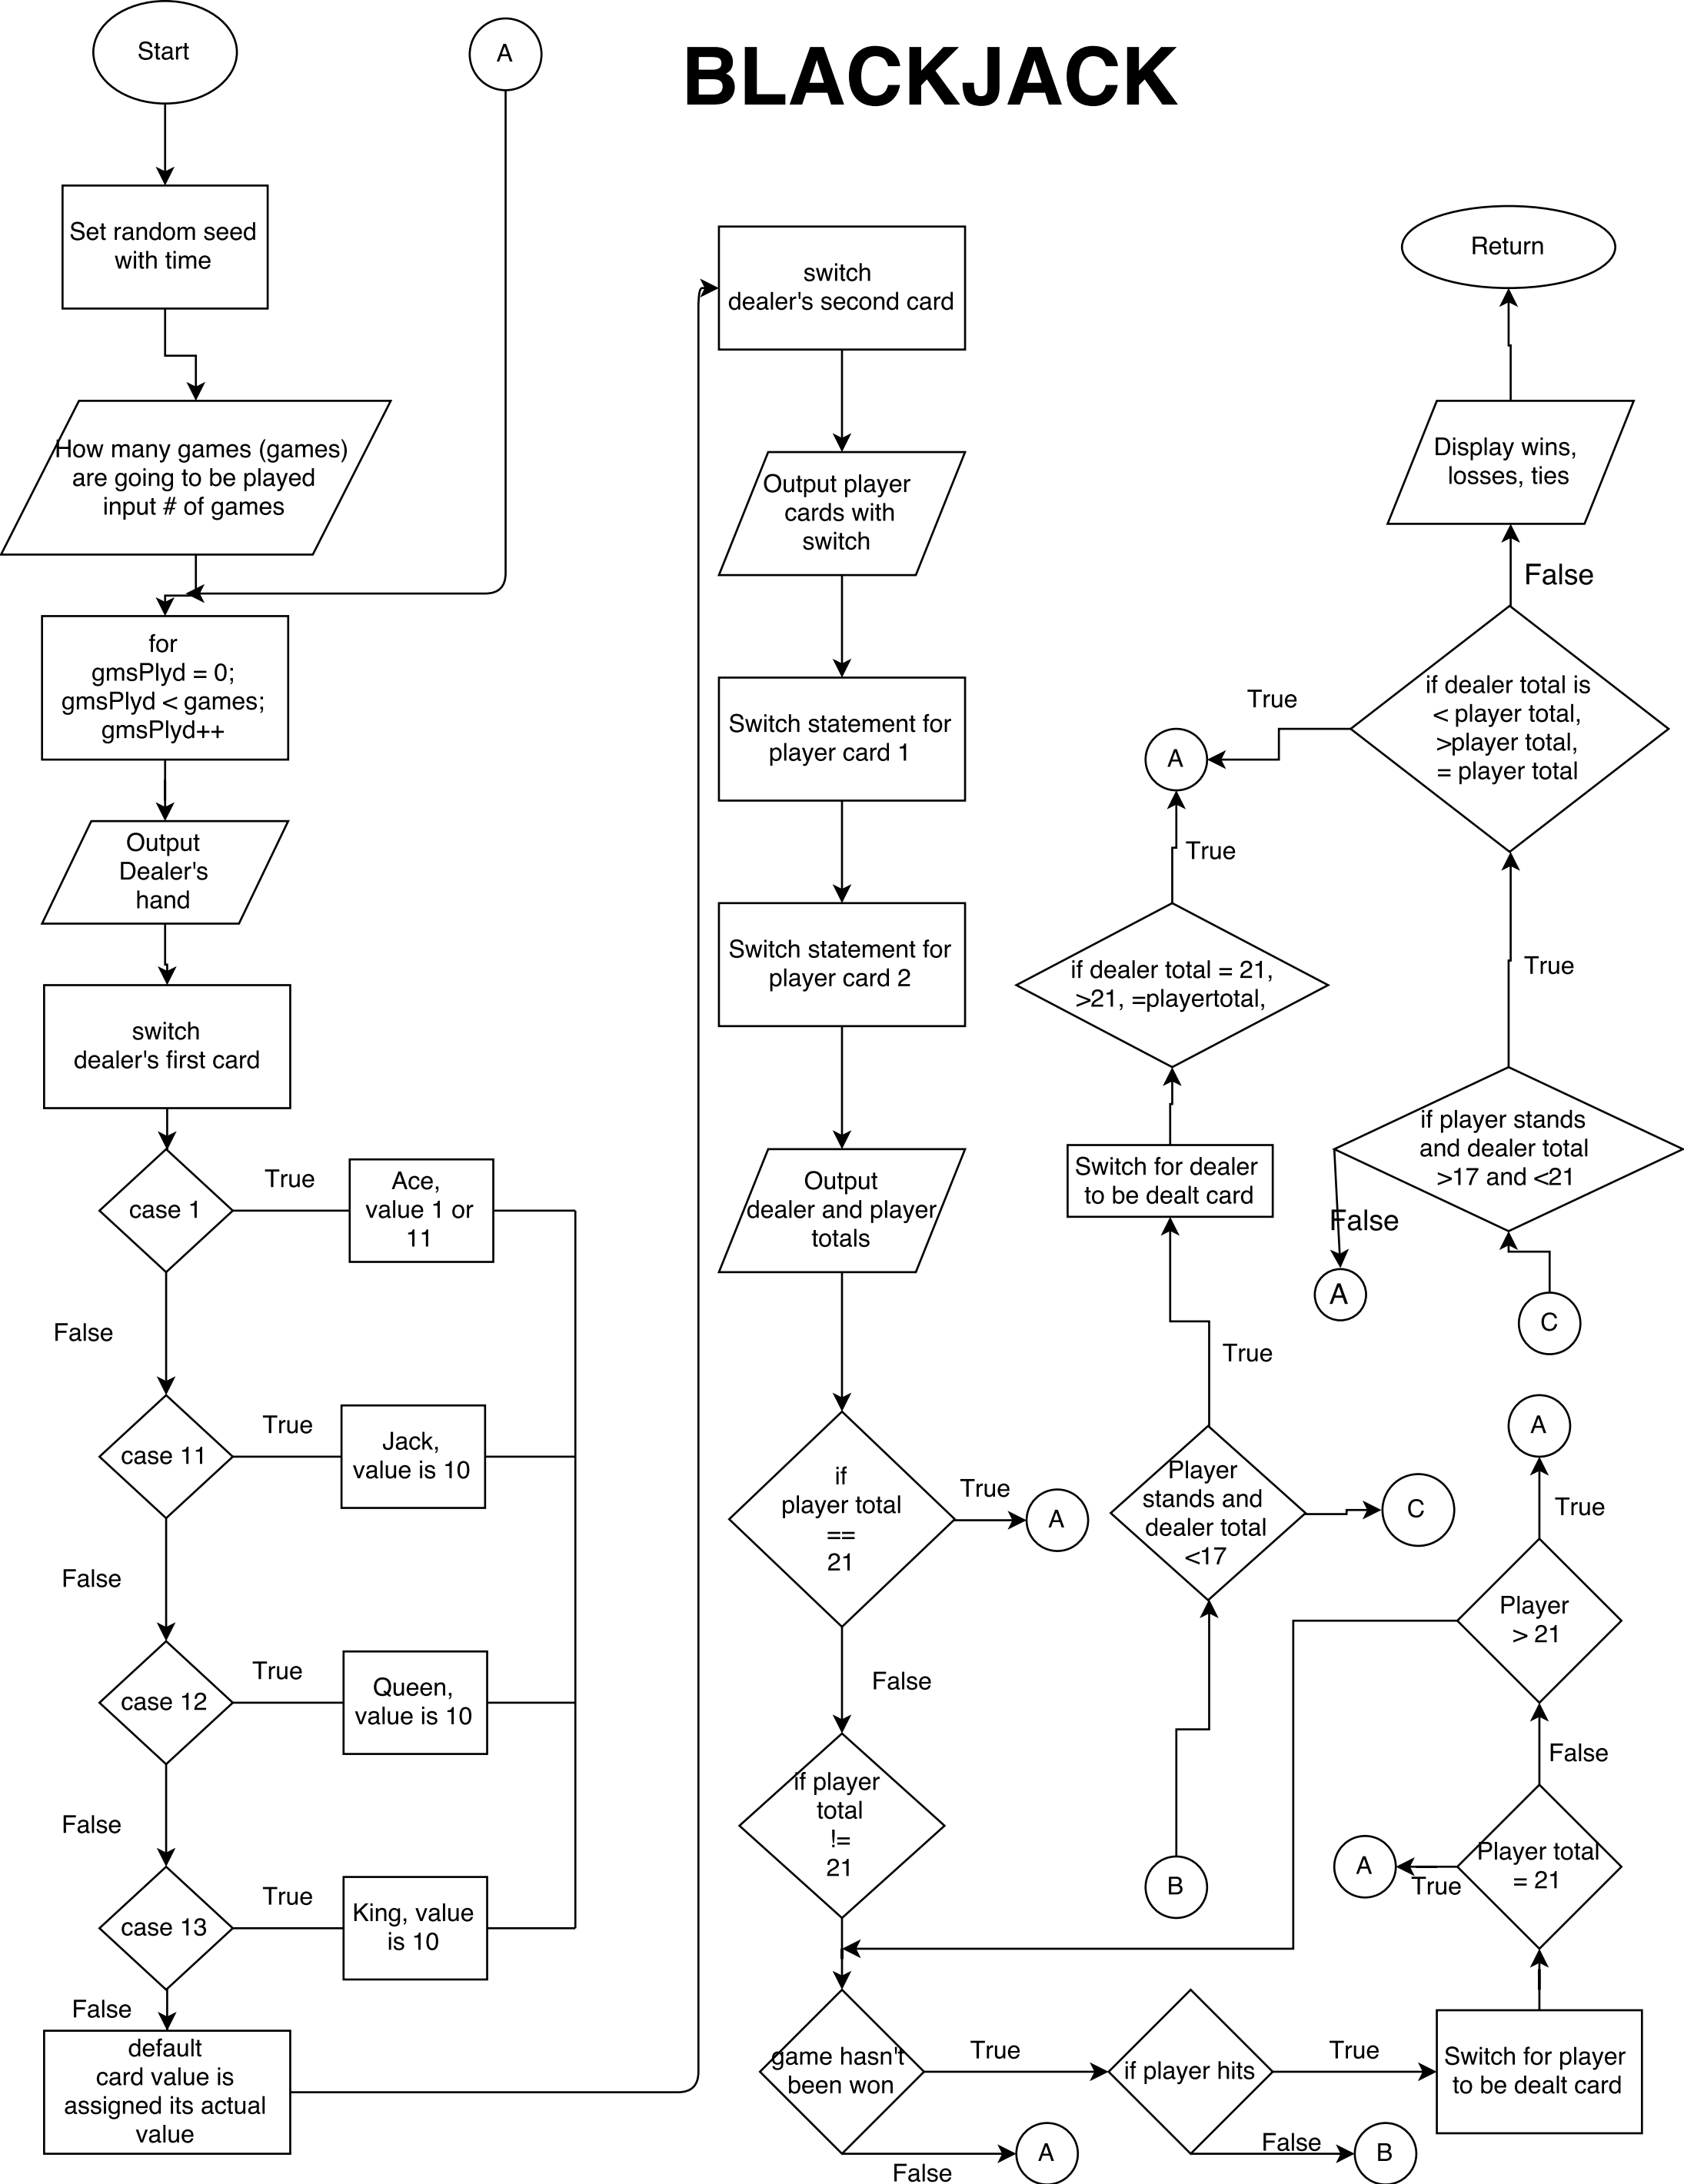 BLACKJACK
Start
A
Set random seed
with time
How many games (games)
are going to be played
input # of games
for
gmsPlyd = 0;
gmsPlyd < games;
gmsPlyd++
Output
Dealer's
hand
switch
dealer's first card
case 1
True
Ace,
value 1 or
11
False
case 11
True
Jack,
value is 10
False
case 12
True
Queen,
value is 10
False
case 13
True
King, value
is 10
False
default
card value is
assigned its actual
value
switch
dealer's second card
Output player
cards with
switch
Switch statement for
player card 1
Switch statement for
player card 2
Output
dealer and player
totals
if
player total
==
21
True
A
False
if player
total
!=
21
game hasn't
been won
True
False
A
if player hits
True
False
B
Switch for player
to be dealt card
Player total
= 21
True
A
False
Player
> 21
True
A
B
Player
stands and
dealer total
<17
C
True
Switch for dealer
to be dealt card
if dealer total = 21,
>21, =playertotal,
True
A
C
if player stands
and dealer total
>17 and <21
False
A
True
if dealer total is
< player total,
>player total,
= player total
True
False
Display wins,
losses, ties
Return